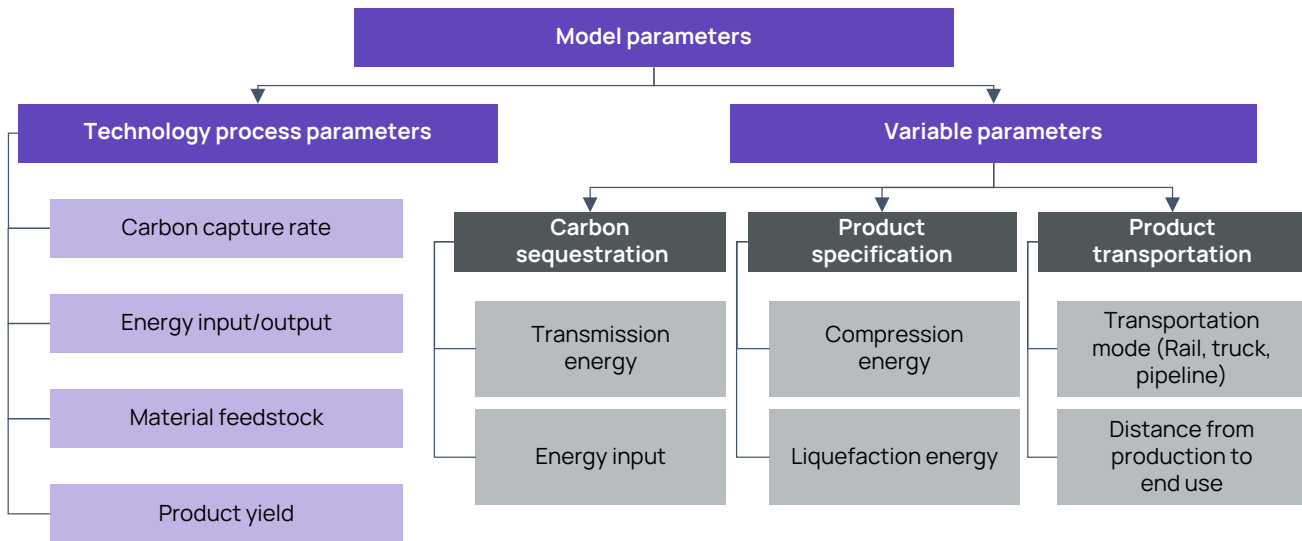 Model parameters
Technology process parameters
Variable parameters
Carbon capture rate
Energy input/output
Material feedstock
Product yield
Carbon
sequestration
Transmission
energy
Energy input
Product
specification
Compression
energy
Liquefaction energy
Product
transportation
Transportation
mode (Rail, truck,
pipeline)
Distance from
production to
end use